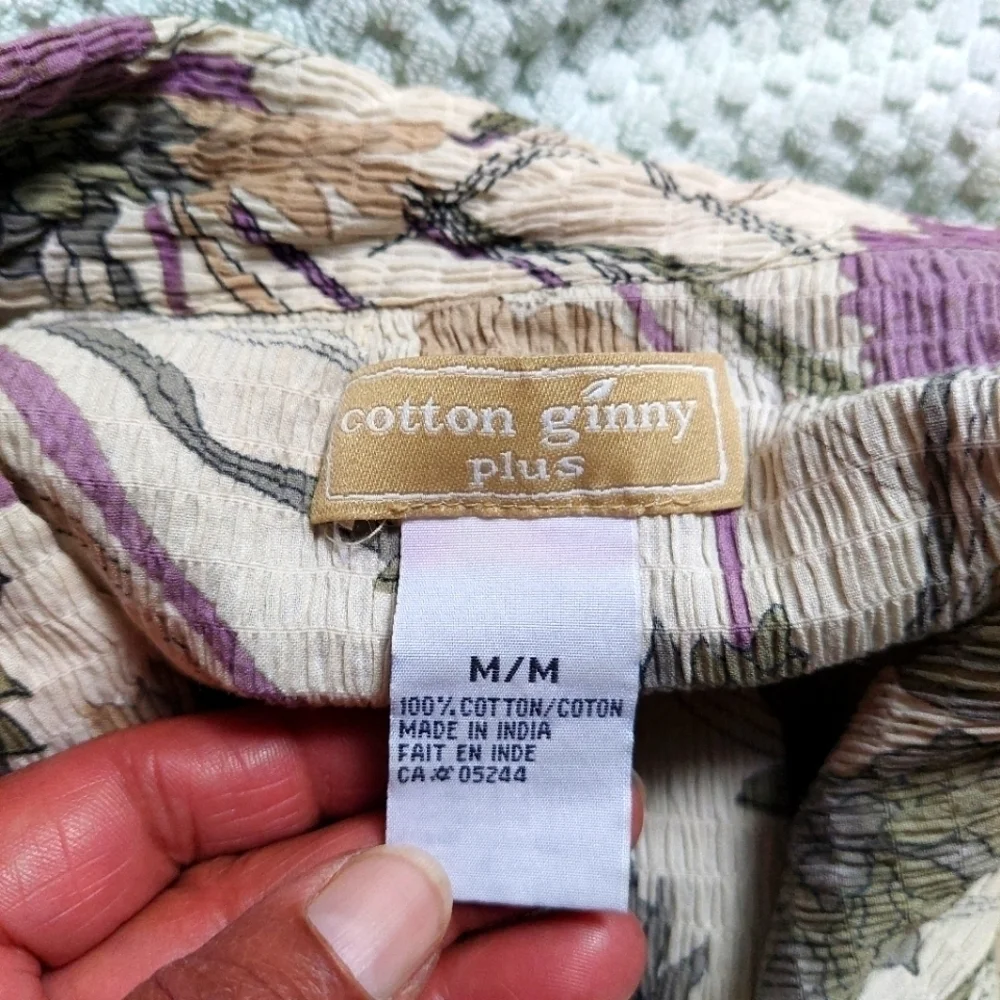 cotton ginny
plus
M/M
100% COTTON/COTON
MADE IN INDIA
FAIT EN INDE
CA 05244